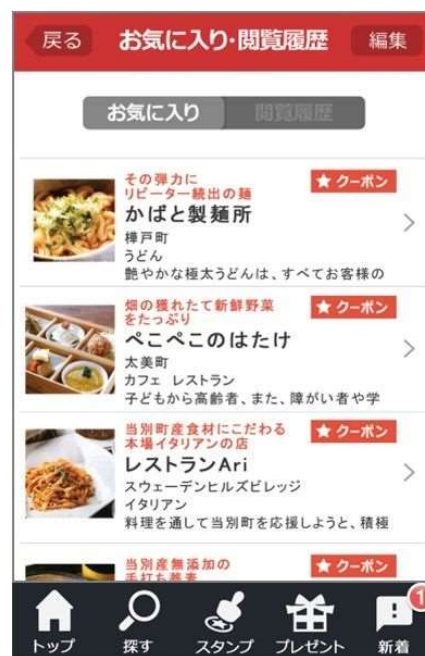 戻る
お気に入り・閲覧履歴
編集
お気に入り
閲覧履歴
その弾力に
リピーター続出の麺
★ クーポン
かばと製麺所
樺戸町
うどん
艶やかな極太うどんは、すべてお客様の
畑の獲れたて新鮮野菜
をたっぷり
★ クーポン
ぺこぺこのはたけ
太美町
カフェ レストラン
子どもから高齢者、また、障がい者や学
当別町産食材にこだわる
本場イタリアンの店
★ クーポン
レストランAri
スウェーデンヒルズビレッジ
イタリアン
料理を通して当別町を応援しようと、積極
当別産無添加の
手打ち蕎麦
★ クーポン
トップ
探す
スタンプ
プレゼント
新着
1